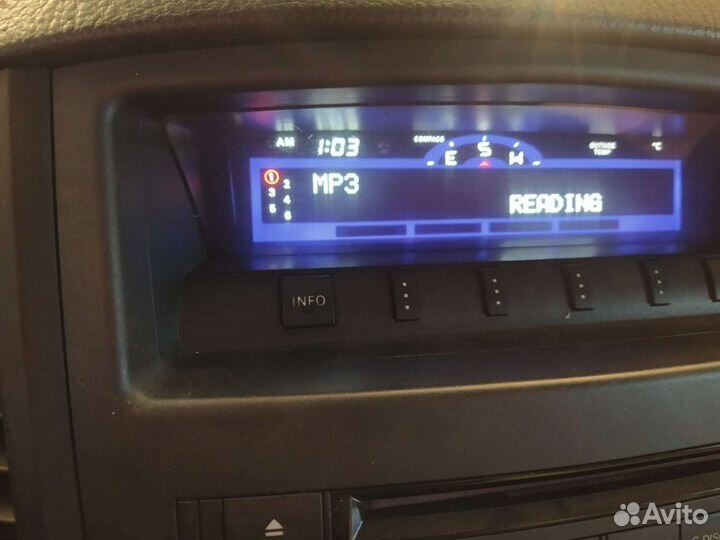 AM 1:03 COMPASS E S W OUTSIDE TEMP °C
1 2 MP3
3 4
5 6 READING
INFO
Avito